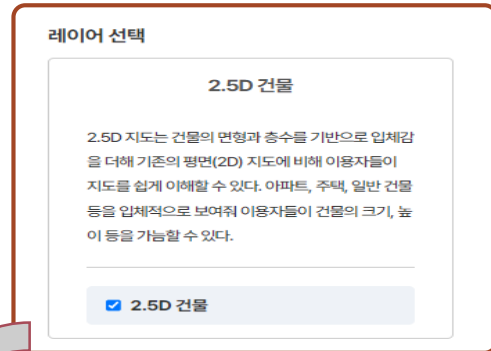 레이어 선택
2.5D 건물
2.5D 지도는 건물의 면형과 층수를 기반으로 입체감
을 더해 기존의 평면(2D) 지도에 비해 이용자들이
지도를 쉽게 이해할 수 있다. 아파트, 주택, 일반 건물
등을 입체적으로 보여줘 이용자들이 건물의 크기, 높
이 등을 가늠할 수 있다.
2.5D 건물